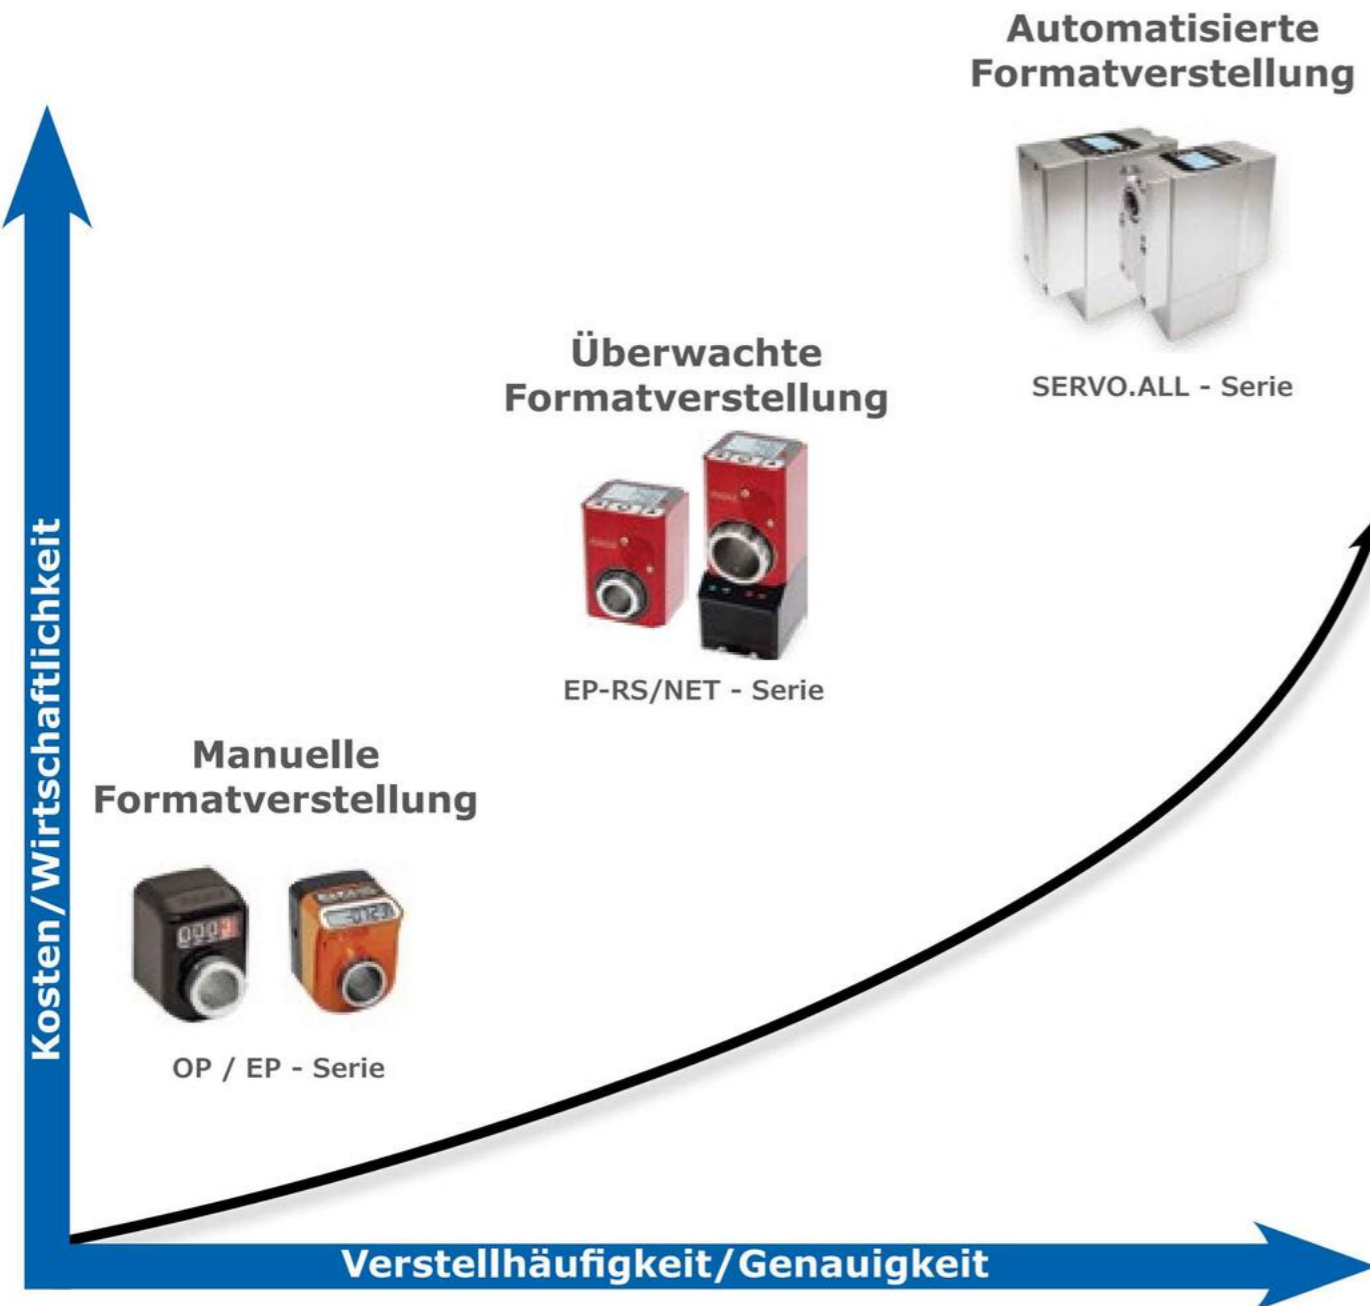 Automatisierte
Formatverstellung
SERVO.ALL - Serie
Überwachte
Formatverstellung
EP-RS/NET - Serie
Manuelle
Formatverstellung
OP / EP - Serie
Kosten/Wirtschaftlichkeit
Verstellhäufigkeit/Genauigkeit